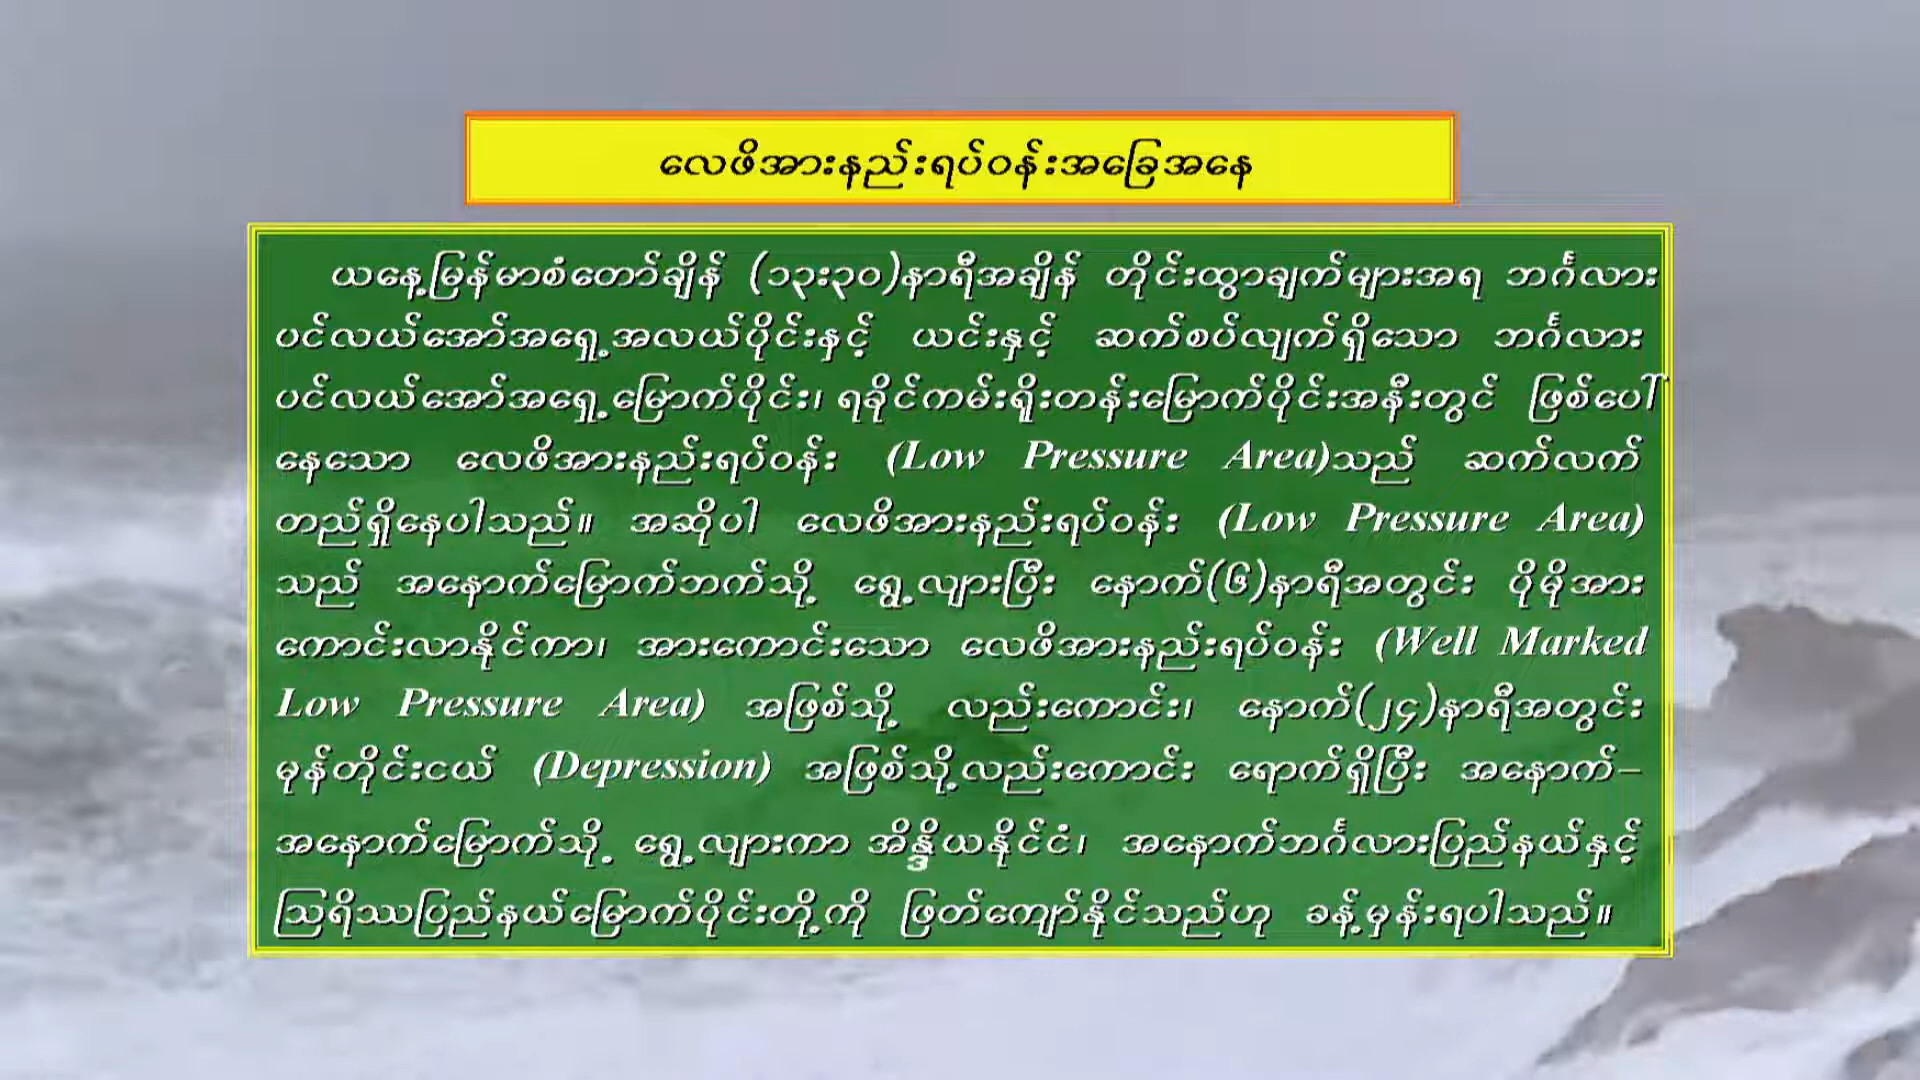 လေဖိအားနည်းရပ်ဝန်းအခြေအနေ
ယနေ့မြန်မာစံတော်ချိန် (၁၃း၃၀)နာရီအချိန် တိုင်းထွာချက်များအရ ဘင်္ဂလား
ပင်လယ်အော်အရှေ့အလယ်ပိုင်းနှင့် ယင်းနှင့် ဆက်စပ်လျက်ရှိသော ဘင်္ဂလား
ပင်လယ်အော်အရှေ့မြောက်ပိုင်း၊ ရခိုင်ကမ်းရိုးတန်းမြောက်ပိုင်းအနီးတွင် ဖြစ်ပေါ်
နေသော လေဖိအားနည်းရပ်ဝန်း (Low Pressure Area)သည် ဆက်လက်
တည်ရှိနေပါသည်။ အဆိုပါ လေဖိအားနည်းရပ်ဝန်း (Low Pressure Area)
သည် အနောက်မြောက်ဘက်သို့ ရွေ့လျားပြီး နောက်(၆)နာရီအတွင်း ပိုမိုအား
ကောင်းလာနိုင်ကာ၊ အားကောင်းသော လေဖိအားနည်းရပ်ဝန်း (Well Marked
Low Pressure Area) အဖြစ်သို့ လည်းကောင်း၊ နောက်(၂၄)နာရီအတွင်း
မုန်တိုင်းငယ် (Depression) အဖြစ်သို့လည်းကောင်း ရောက်ရှိပြီး အနောက်–
အနောက်မြောက်သို့ ရွေ့လျားကာ အိန္ဒိယနိုင်ငံ၊ အနောက်ဘင်္ဂလားပြည်နယ်နှင့်
ဩရိဿပြည်နယ်မြောက်ပိုင်းတို့ကို ဖြတ်ကျော်နိုင်သည်ဟု ခန့်မှန်းရပါသည်။